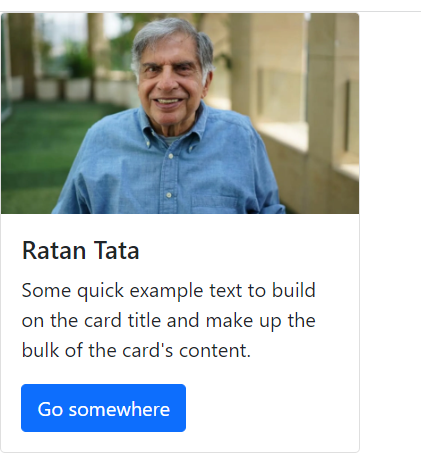 Ratan Tata
Some quick example text to build
on the card title and make up the
bulk of the card's content.
Go somewhere